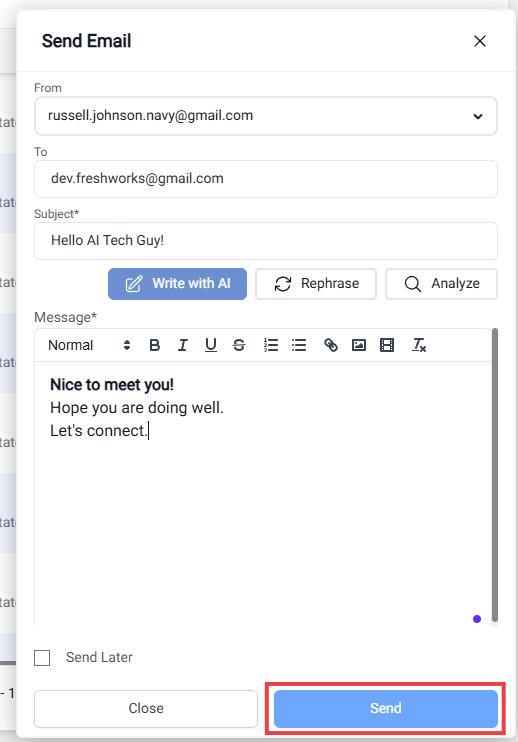 Send Email
From
russell.johnson.navy@gmail.com
To
dev.freshworks@gmail.com
Subject*
Hello AI Tech Guy!
Write with AI
Rephrase
Analyze
Message*
Normal
Nice to meet you!
Hope you are doing well.
Let's connect.
Send Later
- 1
Close
Send